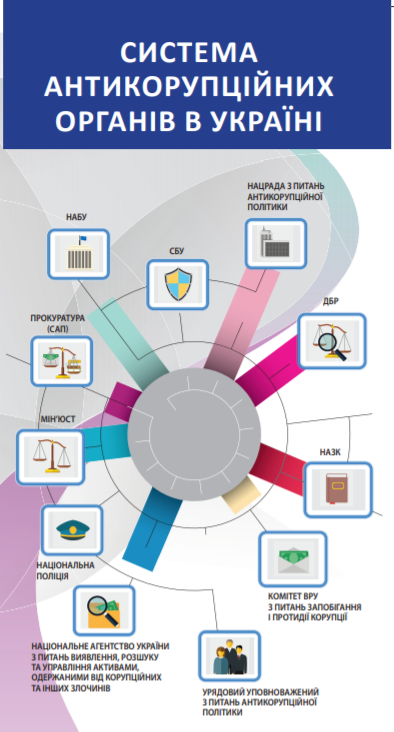 СИСТЕМА
АНТИКОРУПЦІЙНИХ
ОРГАНІВ В УКРАЇНІ
НАЦРАДА З ПИТАНЬ
АНТИКОРУПЦІЙНОЇ
ПОЛІТИКИ
НАБУ
СБУ
ДБР
ПРОКУРАТУРА
(САП)
МІН'ЮСТ
НАЗК
НАЦІОНАЛЬНА
ПОЛІЦІЯ
КОМІТЕТ ВРУ
З ПИТАНЬ ЗАПОБІГАННЯ
І ПРОТИДІЇ КОРУПЦІЇ
НАЦІОНАЛЬНЕ АГЕНТСТВО УКРАЇНИ
З ПИТАНЬ ВИЯВЛЕННЯ, РОЗШУКУ
ТА УПРАВЛІННЯ АКТИВАМИ,
ОДЕРЖАНИМИ ВІД КОРУПЦІЙНИХ
ТА ІНШИХ ЗЛОЧИНІВ
УРЯДОВИЙ УПОВНОВАЖЕНИЙ
З ПИТАНЬ АНТИКОРУПЦІЙНОЇ
ПОЛІТИКИ